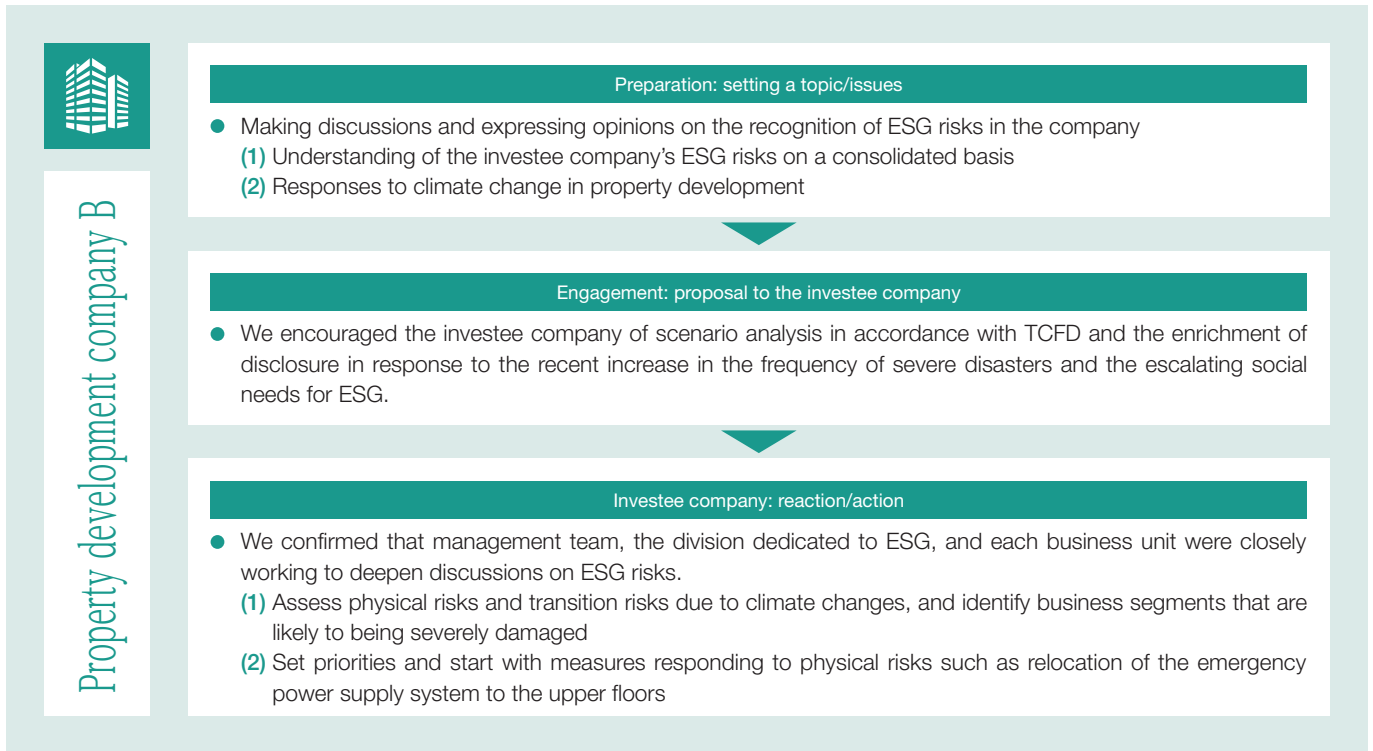 Property development company B
Preparation: setting a topic/issues
● Making discussions and expressing opinions on the recognition of ESG risks in the company
(1) Understanding of the investee company's ESG risks on a consolidated basis
(2) Responses to climate change in property development
Engagement: proposal to the investee company
● We encouraged the investee company of scenario analysis in accordance with TCFD and the enrichment of
disclosure in response to the recent increase in the frequency of severe disasters and the escalating social
needs for ESG.
Investee company: reaction/action
● We confirmed that management team, the division dedicated to ESG, and each business unit were closely
working to deepen discussions on ESG risks.
(1) Assess physical risks and transition risks due to climate changes, and identify business segments that are
likely to being severely damaged
(2) Set priorities and start with measures responding to physical risks such as relocation of the emergency
power supply system to the upper floors